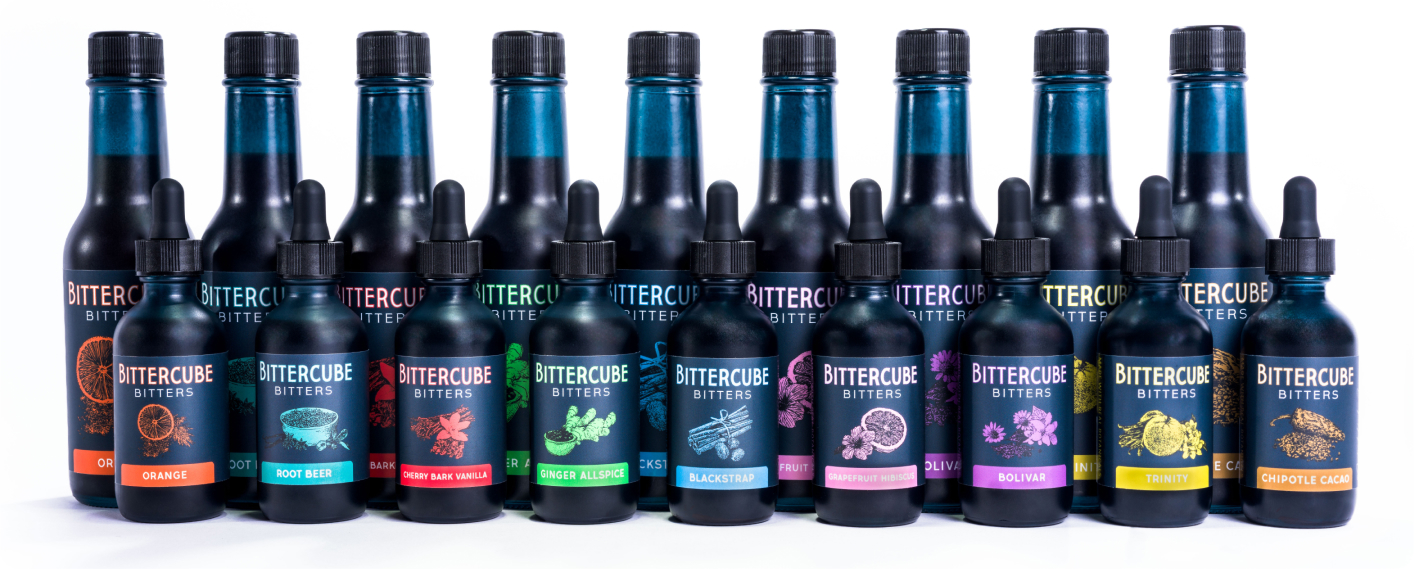 BITTERCUBE
BITTERS
ORANGE
BITTERCUBE
BITTERS
ROOT BEER
BITTERCUBE
BITTERS
CHERRY BARK VANILLA
BITTERCUBE
BITTERS
GINGER ALLSPICE
BITTERCUBE
BITTERS
BLACKSTRAP
BITTERCUBE
BITTERS
GRAPEFRUIT HIBISCUS
BITTERCUBE
BITTERS
BOLIVAR
BITTERCUBE
BITTERS
TRINITY
BITTERCUBE
BITTERS
CHIPOTLE CACAO